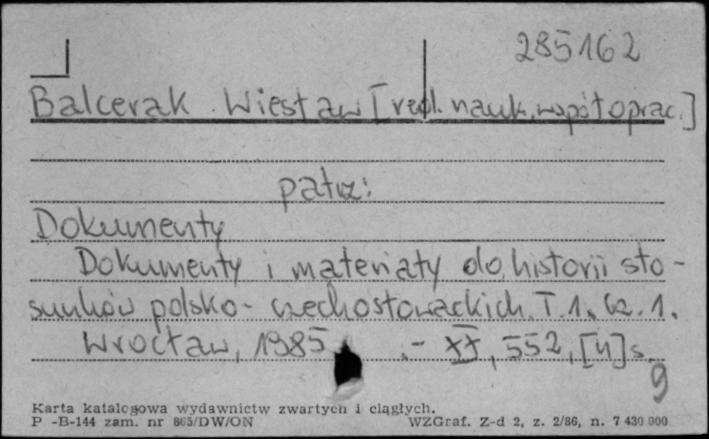 285162
Balcerak Wiesław [red. nauk. współoprac.]
patrz:
Dokumenty
Dokumenty i materiały do historii sto-
sunków polsko-czechosłowackich. T. 1, cz. 1.
Wrocław, 1985 .- XX, 552, [4] s.
9
Karta katalogowa wydawnictw zwartych i ciągłych.
P -B-144 zam. nr 865/DW/ON WZGraf. Z-d 2, z. 2/86, n. 7 430 000